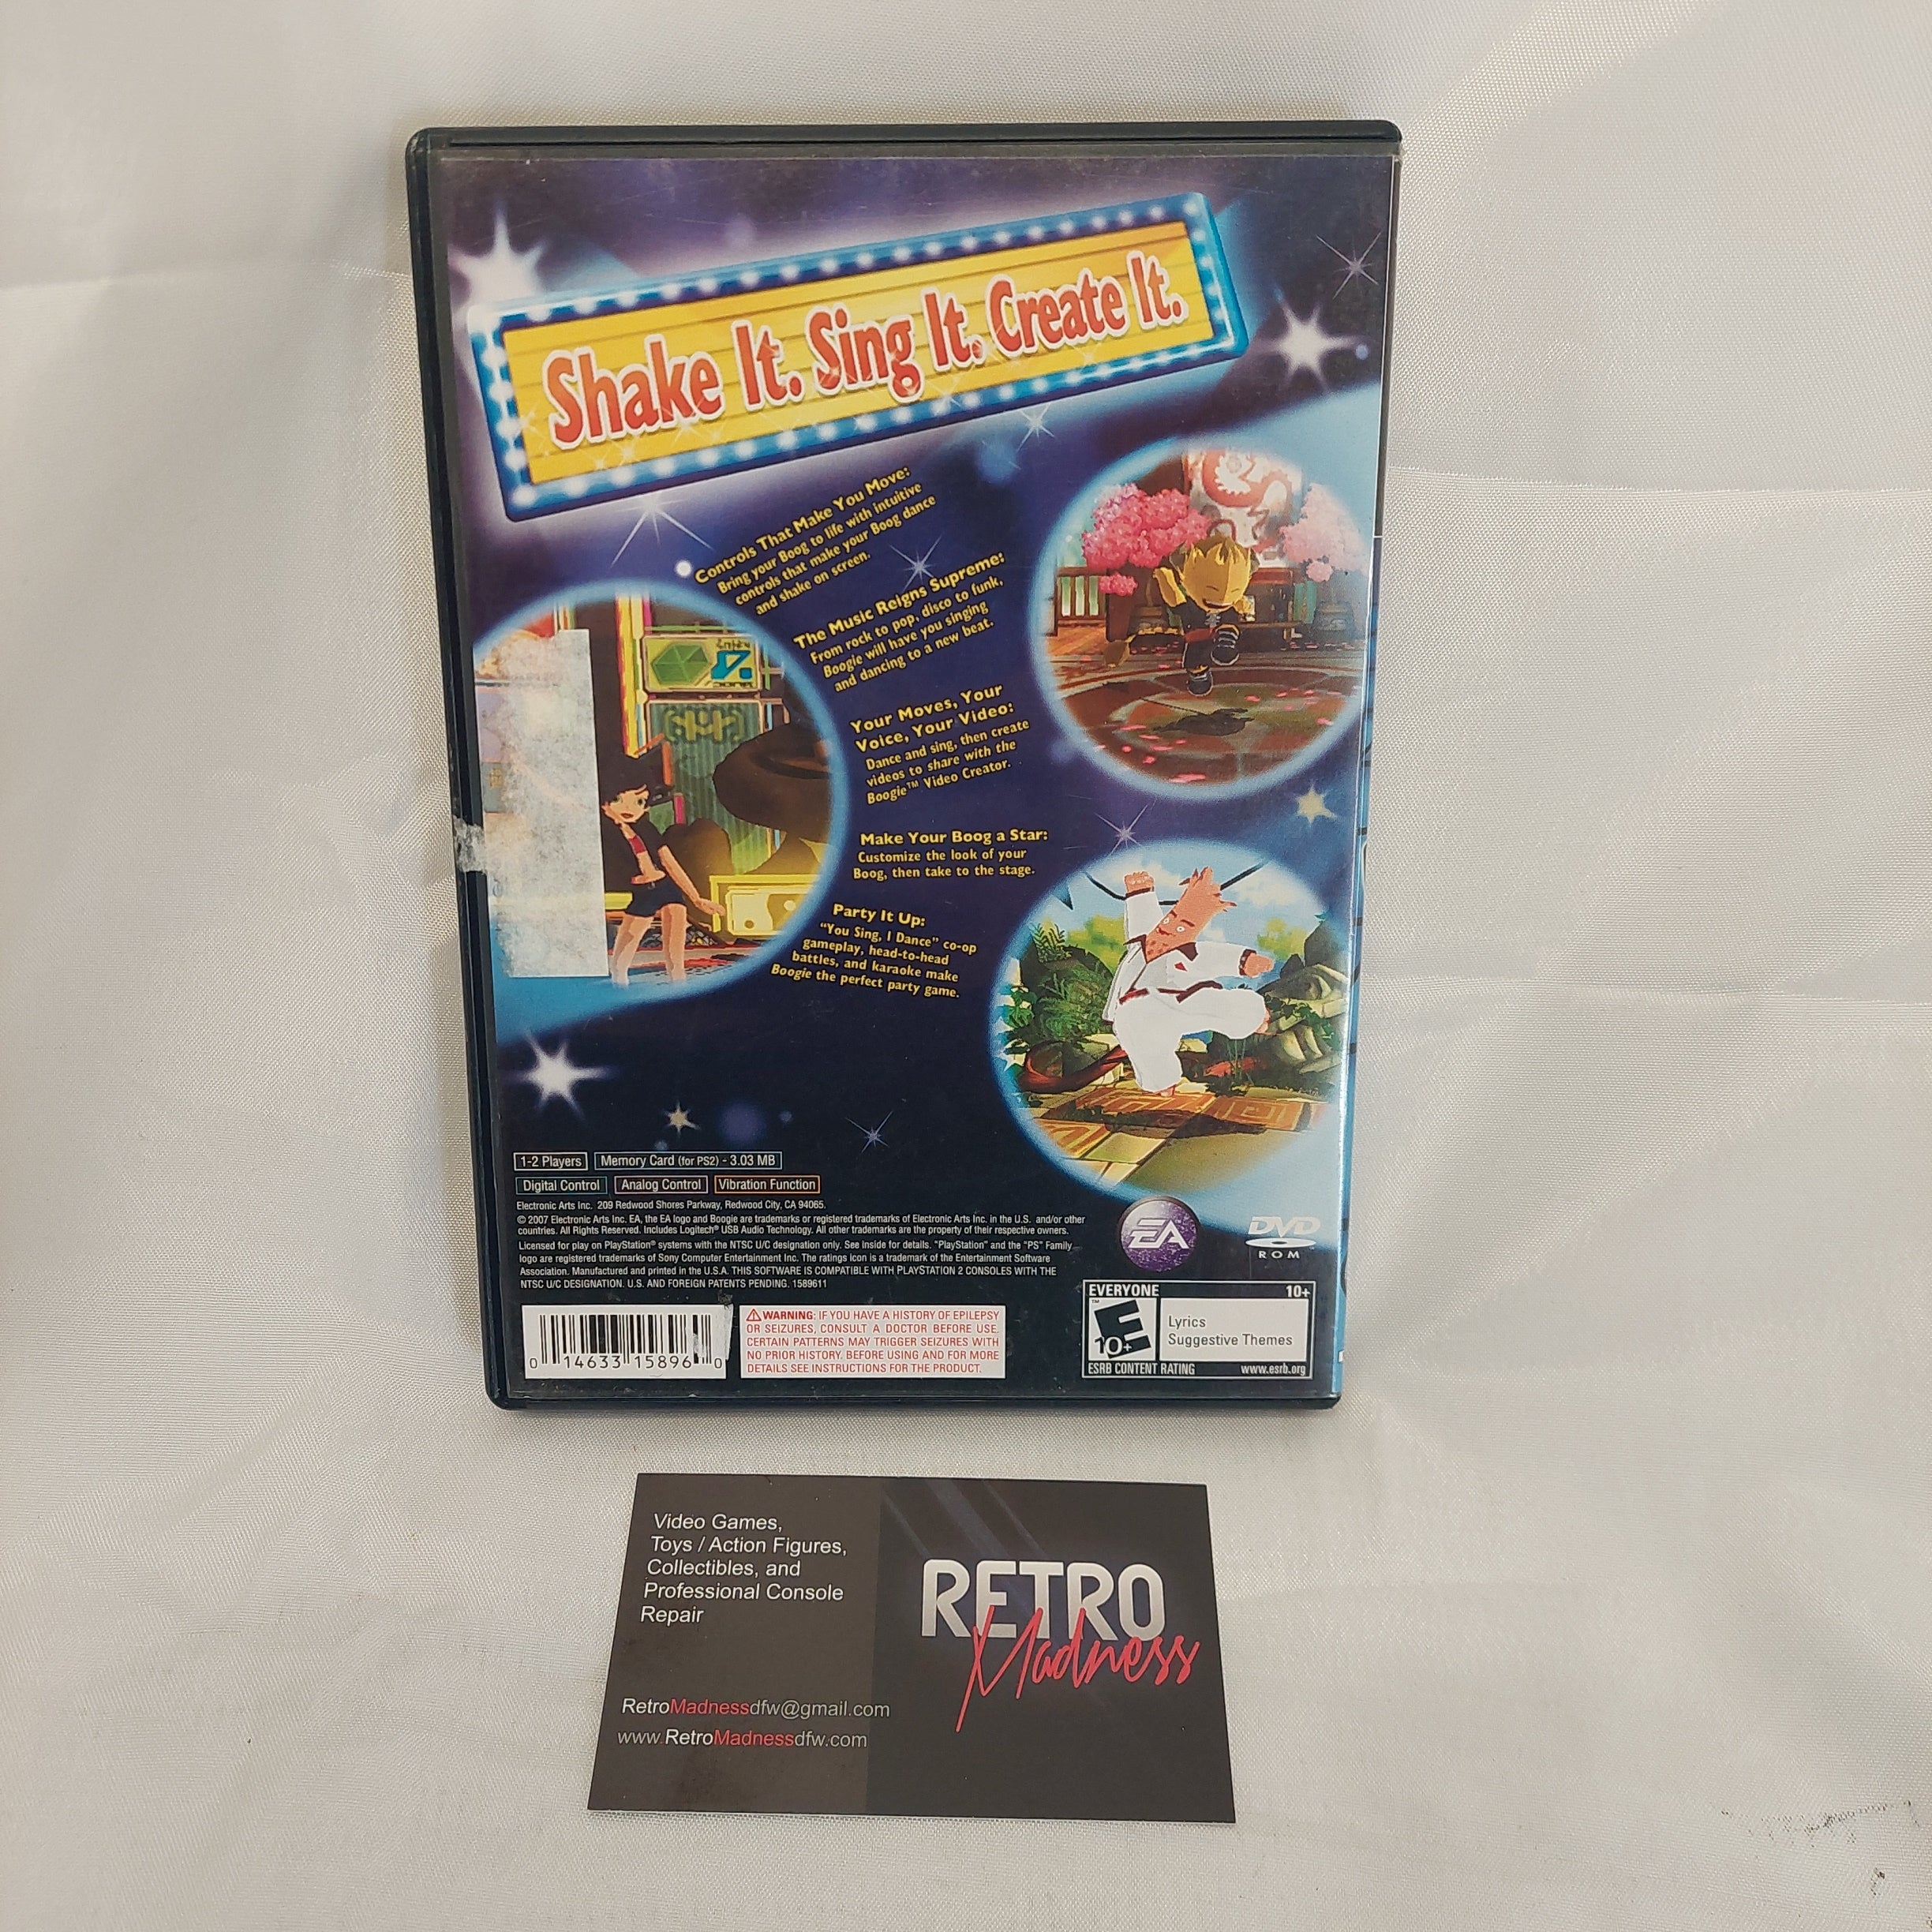 Shake It. Sing It. Create It.
Controls That Make You Move:
Bring your Boog to life with intuitive
controls that make your Boog dance
and shake on screen.
The Music Reigns Supreme:
From rock to pop, disco to funk,
Boogie will have you singing
and dancing to a new beat.
Your Moves, Your
Voice, Your Video:
Dance and sing, then create
videos to share with the
Boogie™ Video Creator.
Make Your Boog a Star:
Customize the look of your
Boog, then take to the stage.
Party It Up:
"You Sing, I Dance" co-op
gameplay, head-to-head
battles, and karaoke make
Boogie the perfect party game.
1-2 Players Memory Card (for PS2) - 3.03 MB
Digital Control Analog Control Vibration Function
Electronic Arts Inc. 209 Redwood Shores Parkway, Redwood City, CA 94065.
© 2007 Electronic Arts Inc. EA, the EA logo and Boogie are trademarks or registered trademarks of Electronic Arts Inc. in the U.S. and/or other
countries. All Rights Reserved. Includes Logitech® USB Audio Technology. All other trademarks are the property of their respective owners.
Licensed for play on PlayStation® systems with the NTSC U/C designation only. See inside for details. "PlayStation" and the "PS" Family
logo are registered trademarks of Sony Computer Entertainment Inc. The ratings icon is a trademark of the Entertainment Software
Association. Manufactured and printed in the U.S.A. THIS SOFTWARE IS COMPATIBLE WITH PLAYSTATION 2 CONSOLES WITH THE
NTSC U/C DESIGNATION. U.S. AND FOREIGN PATENTS PENDING. 1589611
EA
DVD
ROM
0 14633 15896 0
WARNING: IF YOU HAVE A HISTORY OF EPILEPSY
OR SEIZURES, CONSULT A DOCTOR BEFORE USE.
CERTAIN PATTERNS MAY TRIGGER SEIZURES WITH
NO PRIOR HISTORY. BEFORE USING AND FOR MORE
DETAILS SEE INSTRUCTIONS FOR THE PRODUCT.
EVERYONE 10+
E™
10+
Lyrics
Suggestive Themes
ESRB CONTENT RATING www.esrb.org
Video Games,
Toys / Action Figures,
Collectibles, and
Professional Console
Repair
RETRO
Madness
RetroMadnessdfw@gmail.com
www.RetroMadnessdfw.com